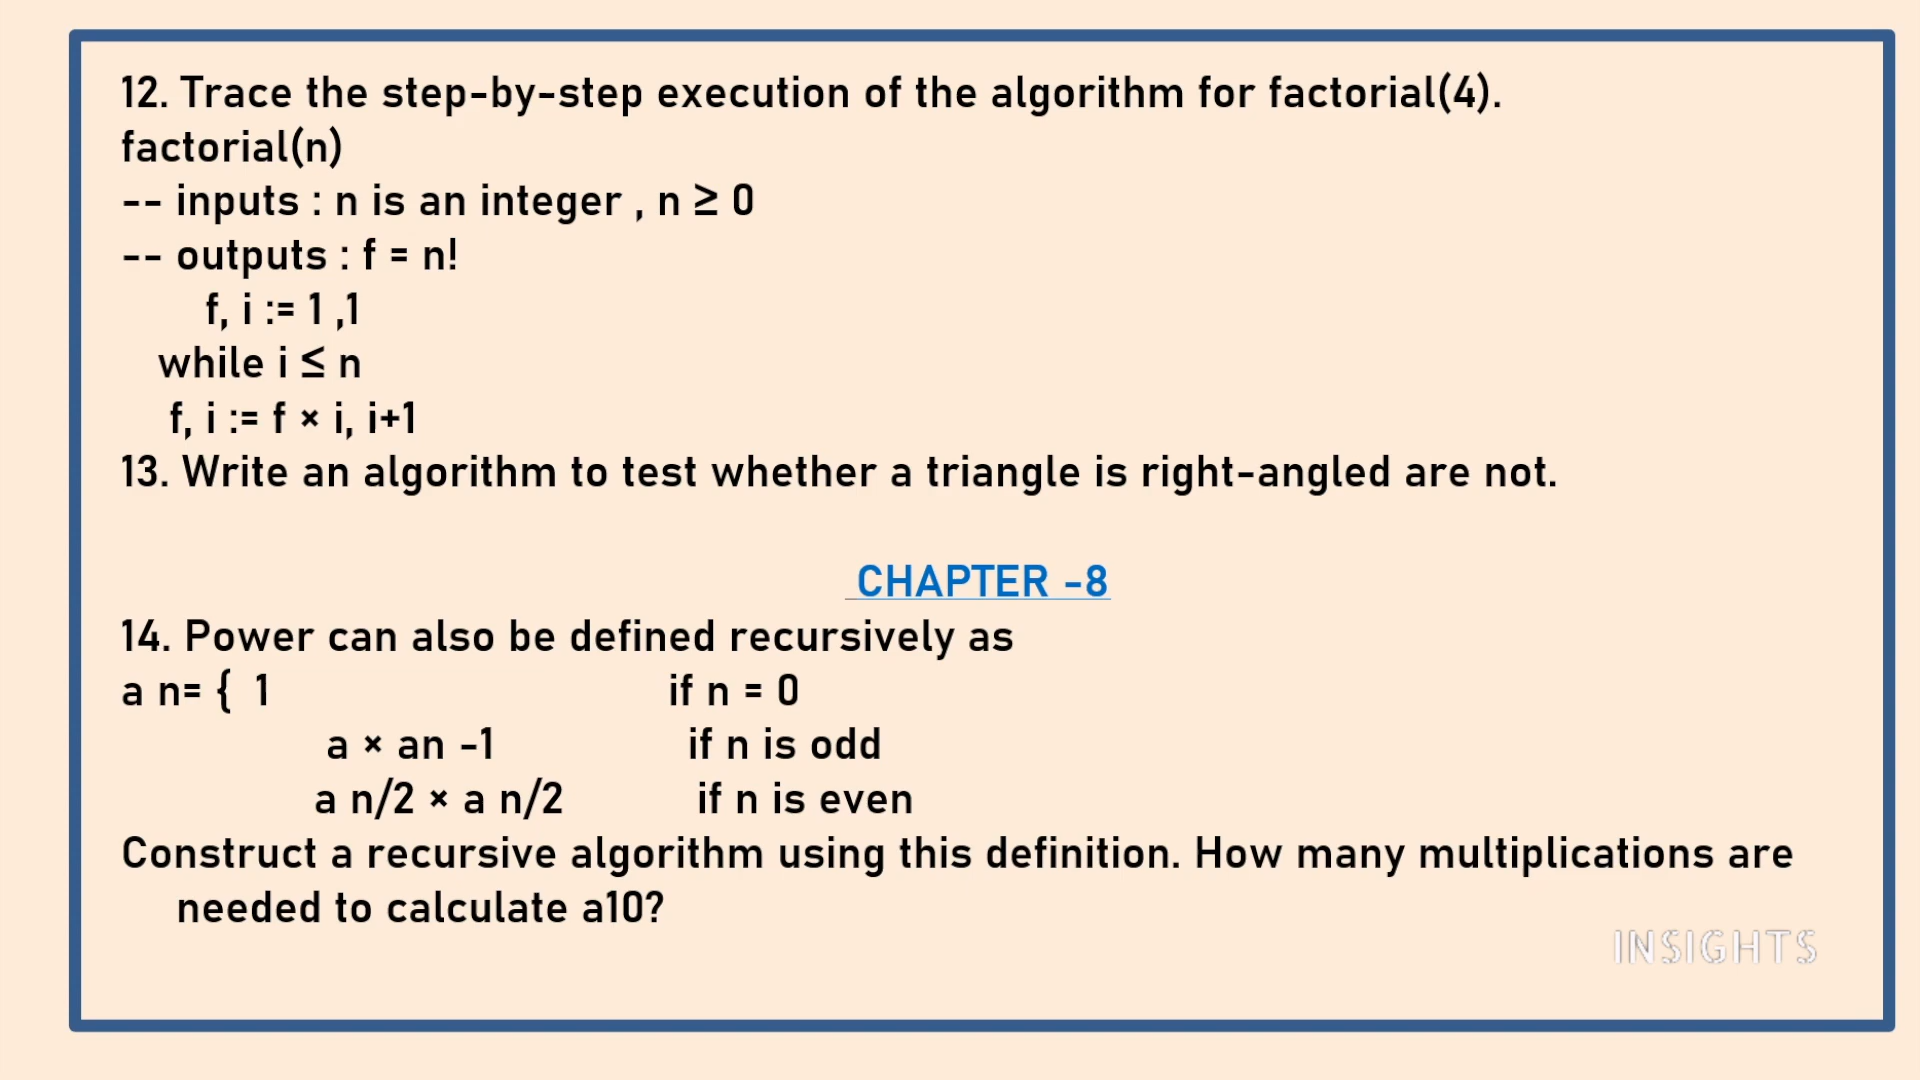 12. Trace the step-by-step execution of the algorithm for factorial(4).
factorial(n)
-- inputs : n is an integer , n ≥ 0
-- outputs : f = n!
f, i := 1 ,1
while i ≤ n
f, i := f × i, i+1
13. Write an algorithm to test whether a triangle is right-angled are not.
CHAPTER -8
14. Power can also be defined recursively as
a n= { 1 if n = 0
a × an -1 if n is odd
a n/2 × a n/2 if n is even
Construct a recursive algorithm using this definition. How many multiplications are
needed to calculate a10?
INSIGHTS